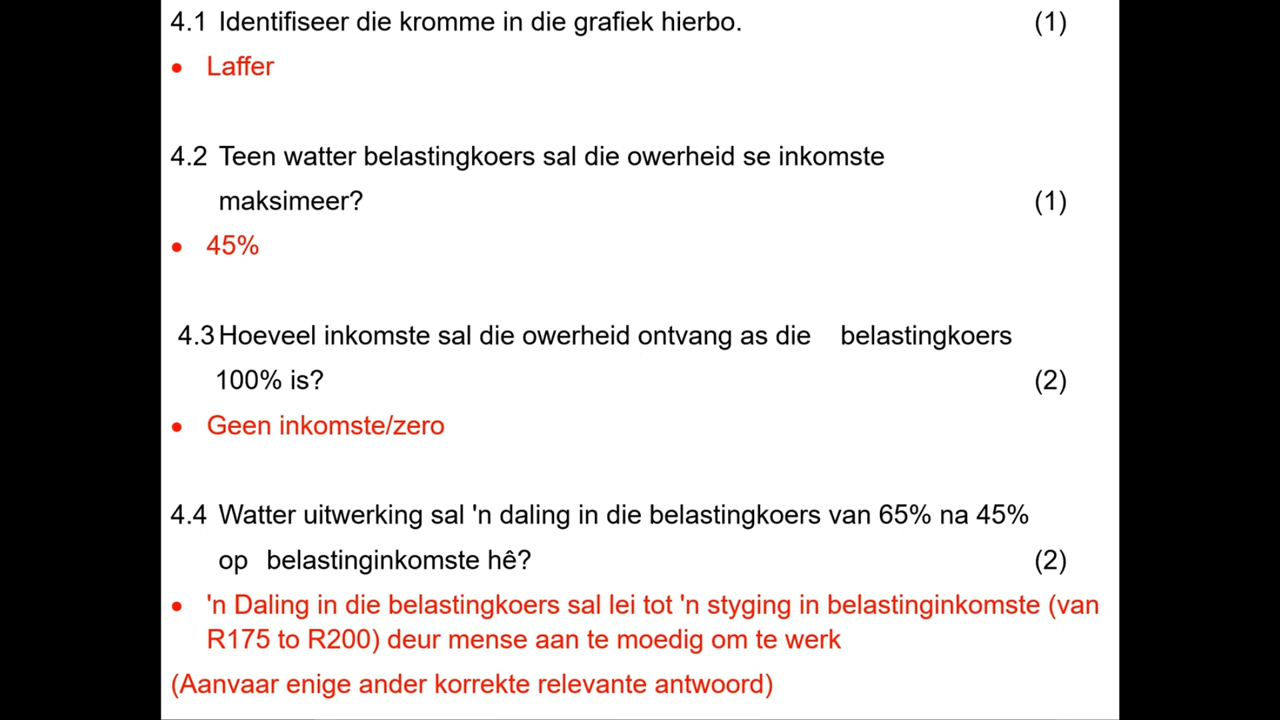 4.1 Identifiseer die kromme in die grafiek hierbo. (1)
• Laffer
4.2 Teen watter belastingkoers sal die owerheid se inkomste
maksimeer? (1)
• 45%
4.3 Hoeveel inkomste sal die owerheid ontvang as die belastingkoers
100% is? (2)
• Geen inkomste/zero
4.4 Watter uitwerking sal 'n daling in die belastingkoers van 65% na 45%
op belastinginkomste hê? (2)
• 'n Daling in die belastingkoers sal lei tot 'n styging in belastinginkomste (van
R175 to R200) deur mense aan te moedig om te werk
(Aanvaar enige ander korrekte relevante antwoord)